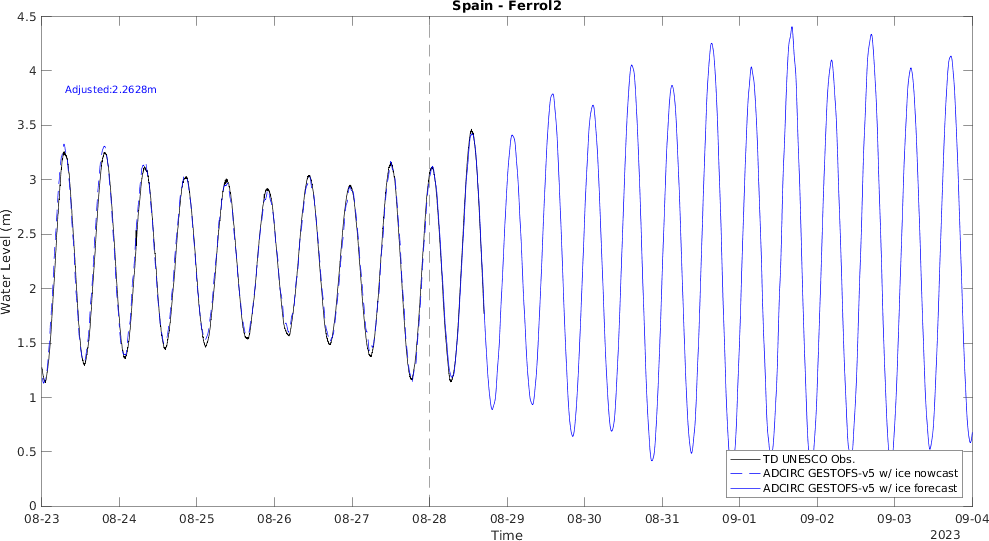 Spain - Ferrol2
4.5
4
3.5
3
2.5
2
1.5
1
0.5
0
Water Level (m)
Adjusted:2.2628m
TD UNESCO Obs.
ADCIRC GESTOFS-v5 w/ ice nowcast
ADCIRC GESTOFS-v5 w/ ice forecast
08-23 08-24 08-25 08-26 08-27 08-28 08-29 08-30 08-31 09-01 09-02 09-03 09-04
Time
2023